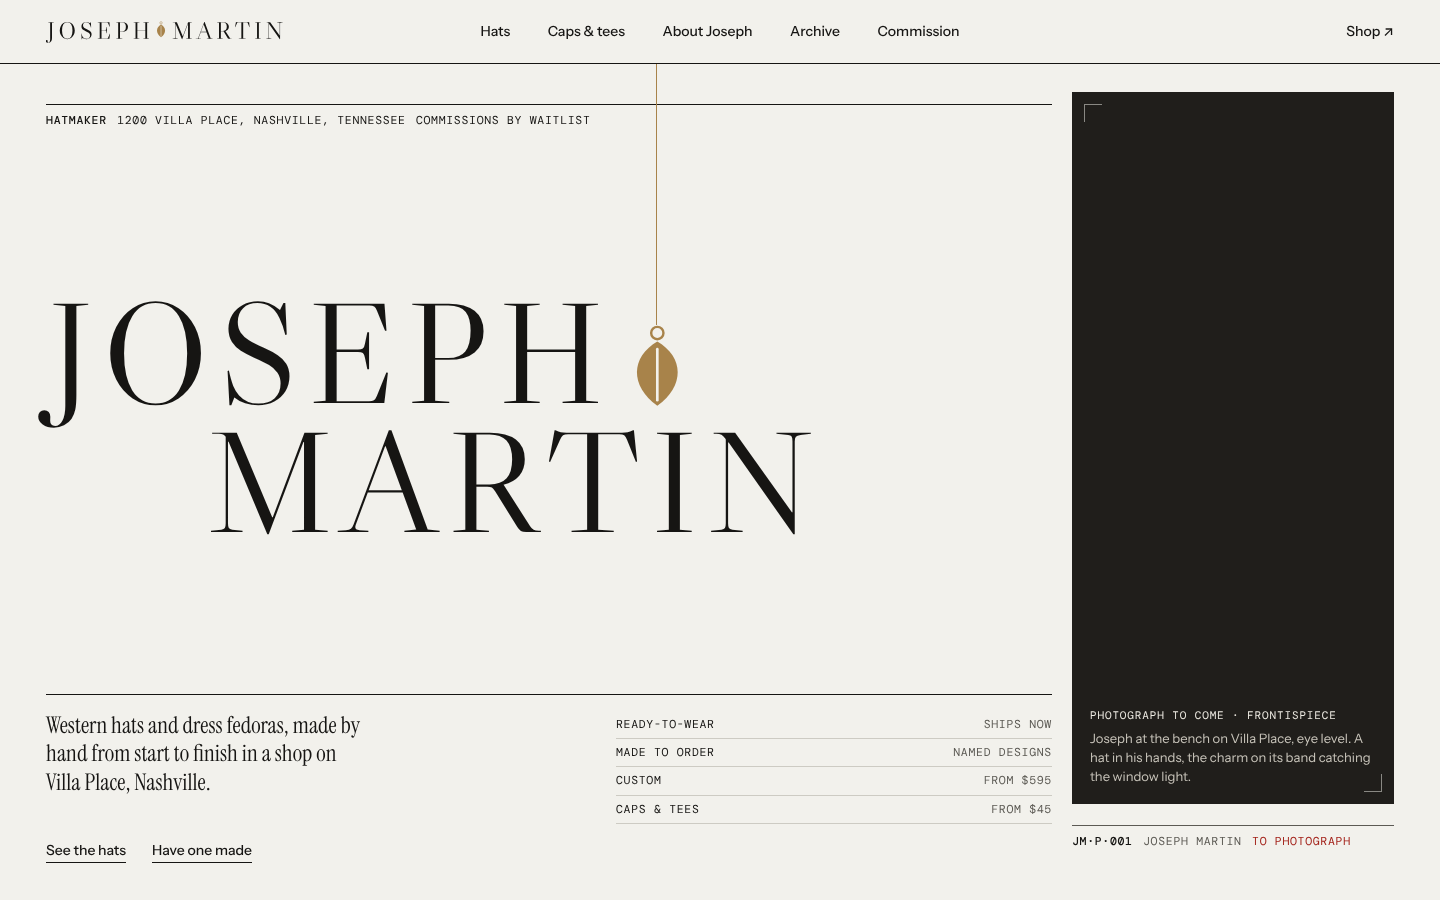 JOSEPH MARTIN
Hats
Caps & tees
About Joseph
Archive
Commission
Shop ↗
HATMAKER 1200 VILLA PLACE, NASHVILLE, TENNESSEE COMMISSIONS BY WAITLIST
JOSEPH
MARTIN
Western hats and dress fedoras, made by
hand from start to finish in a shop on
Villa Place, Nashville.
See the hats
Have one made
READY-TO-WEAR SHIPS NOW
MADE TO ORDER NAMED DESIGNS
CUSTOM FROM $595
CAPS & TEES FROM $45
PHOTOGRAPH TO COME · FRONTISPIECE
Joseph at the bench on Villa Place, eye level. A
hat in his hands, the charm on its band catching
the window light.
JM·P·001 JOSEPH MARTIN TO PHOTOGRAPH